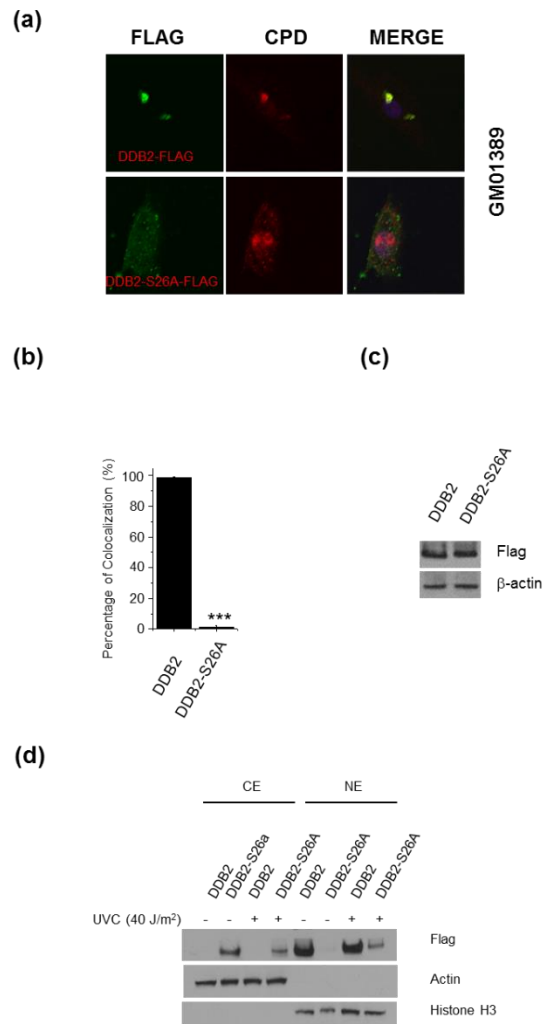 (a)
FLAG CPD MERGE
DDB2-FLAG
DDB2-S26A-FLAG
GM01389
(b)
Percentage of Colocalization (%)
100
80
60
40
20
0
***
DDB2
DDB2-S26A
(c)
DDB2
DDB2-S26A
Flag
β-actin
(d)
CE NE
DDB2
DDB2-S26a
DDB2
DDB2-S26A
DDB2
DDB2-S26A
DDB2
DDB2-S26A
UVC (40 J/m²) - - + + - - + +
Flag
Actin
Histone H3